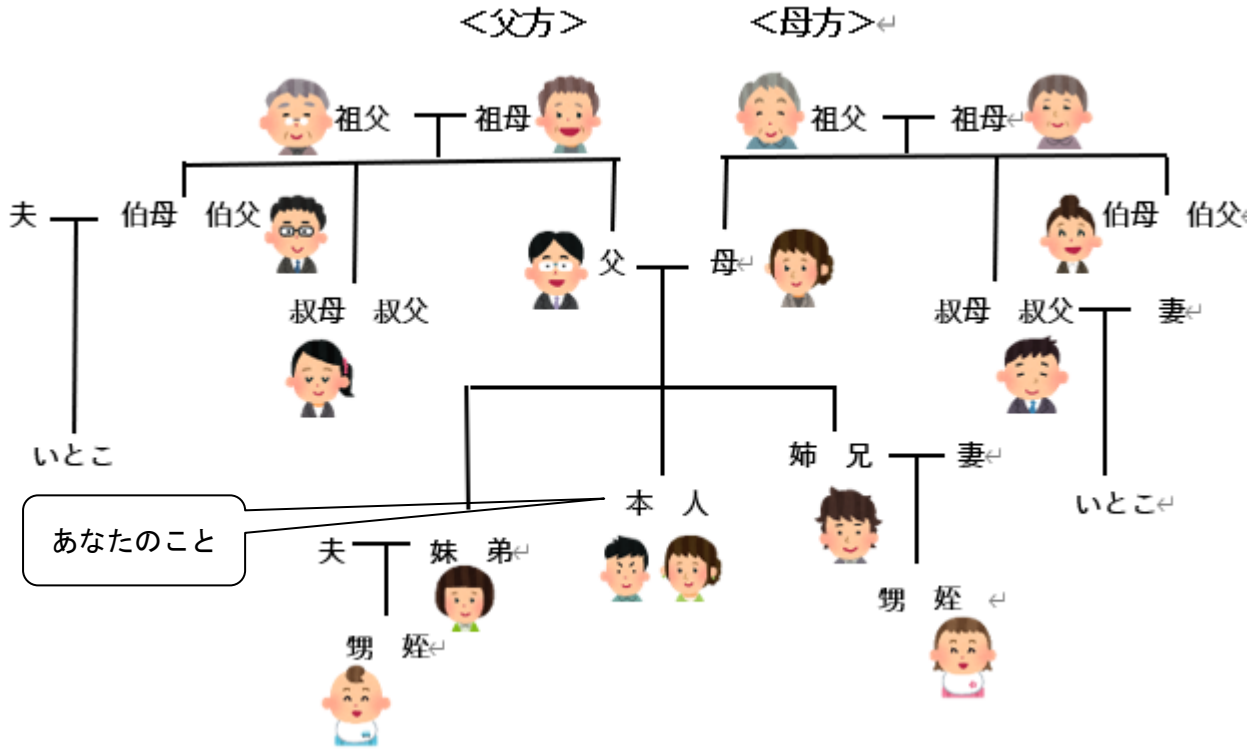 ＜父方＞ ＜母方＞↵
祖父 祖母 祖父 祖母↵
夫 伯母 伯父 伯母 伯父↵
父 母↵
叔母 叔父 叔母 叔父 妻↵
いとこ 姉 兄 妻↵
本 人 いとこ↵
あなたのこと
夫 妹 弟↵
甥 姪 ↵
甥 姪↵